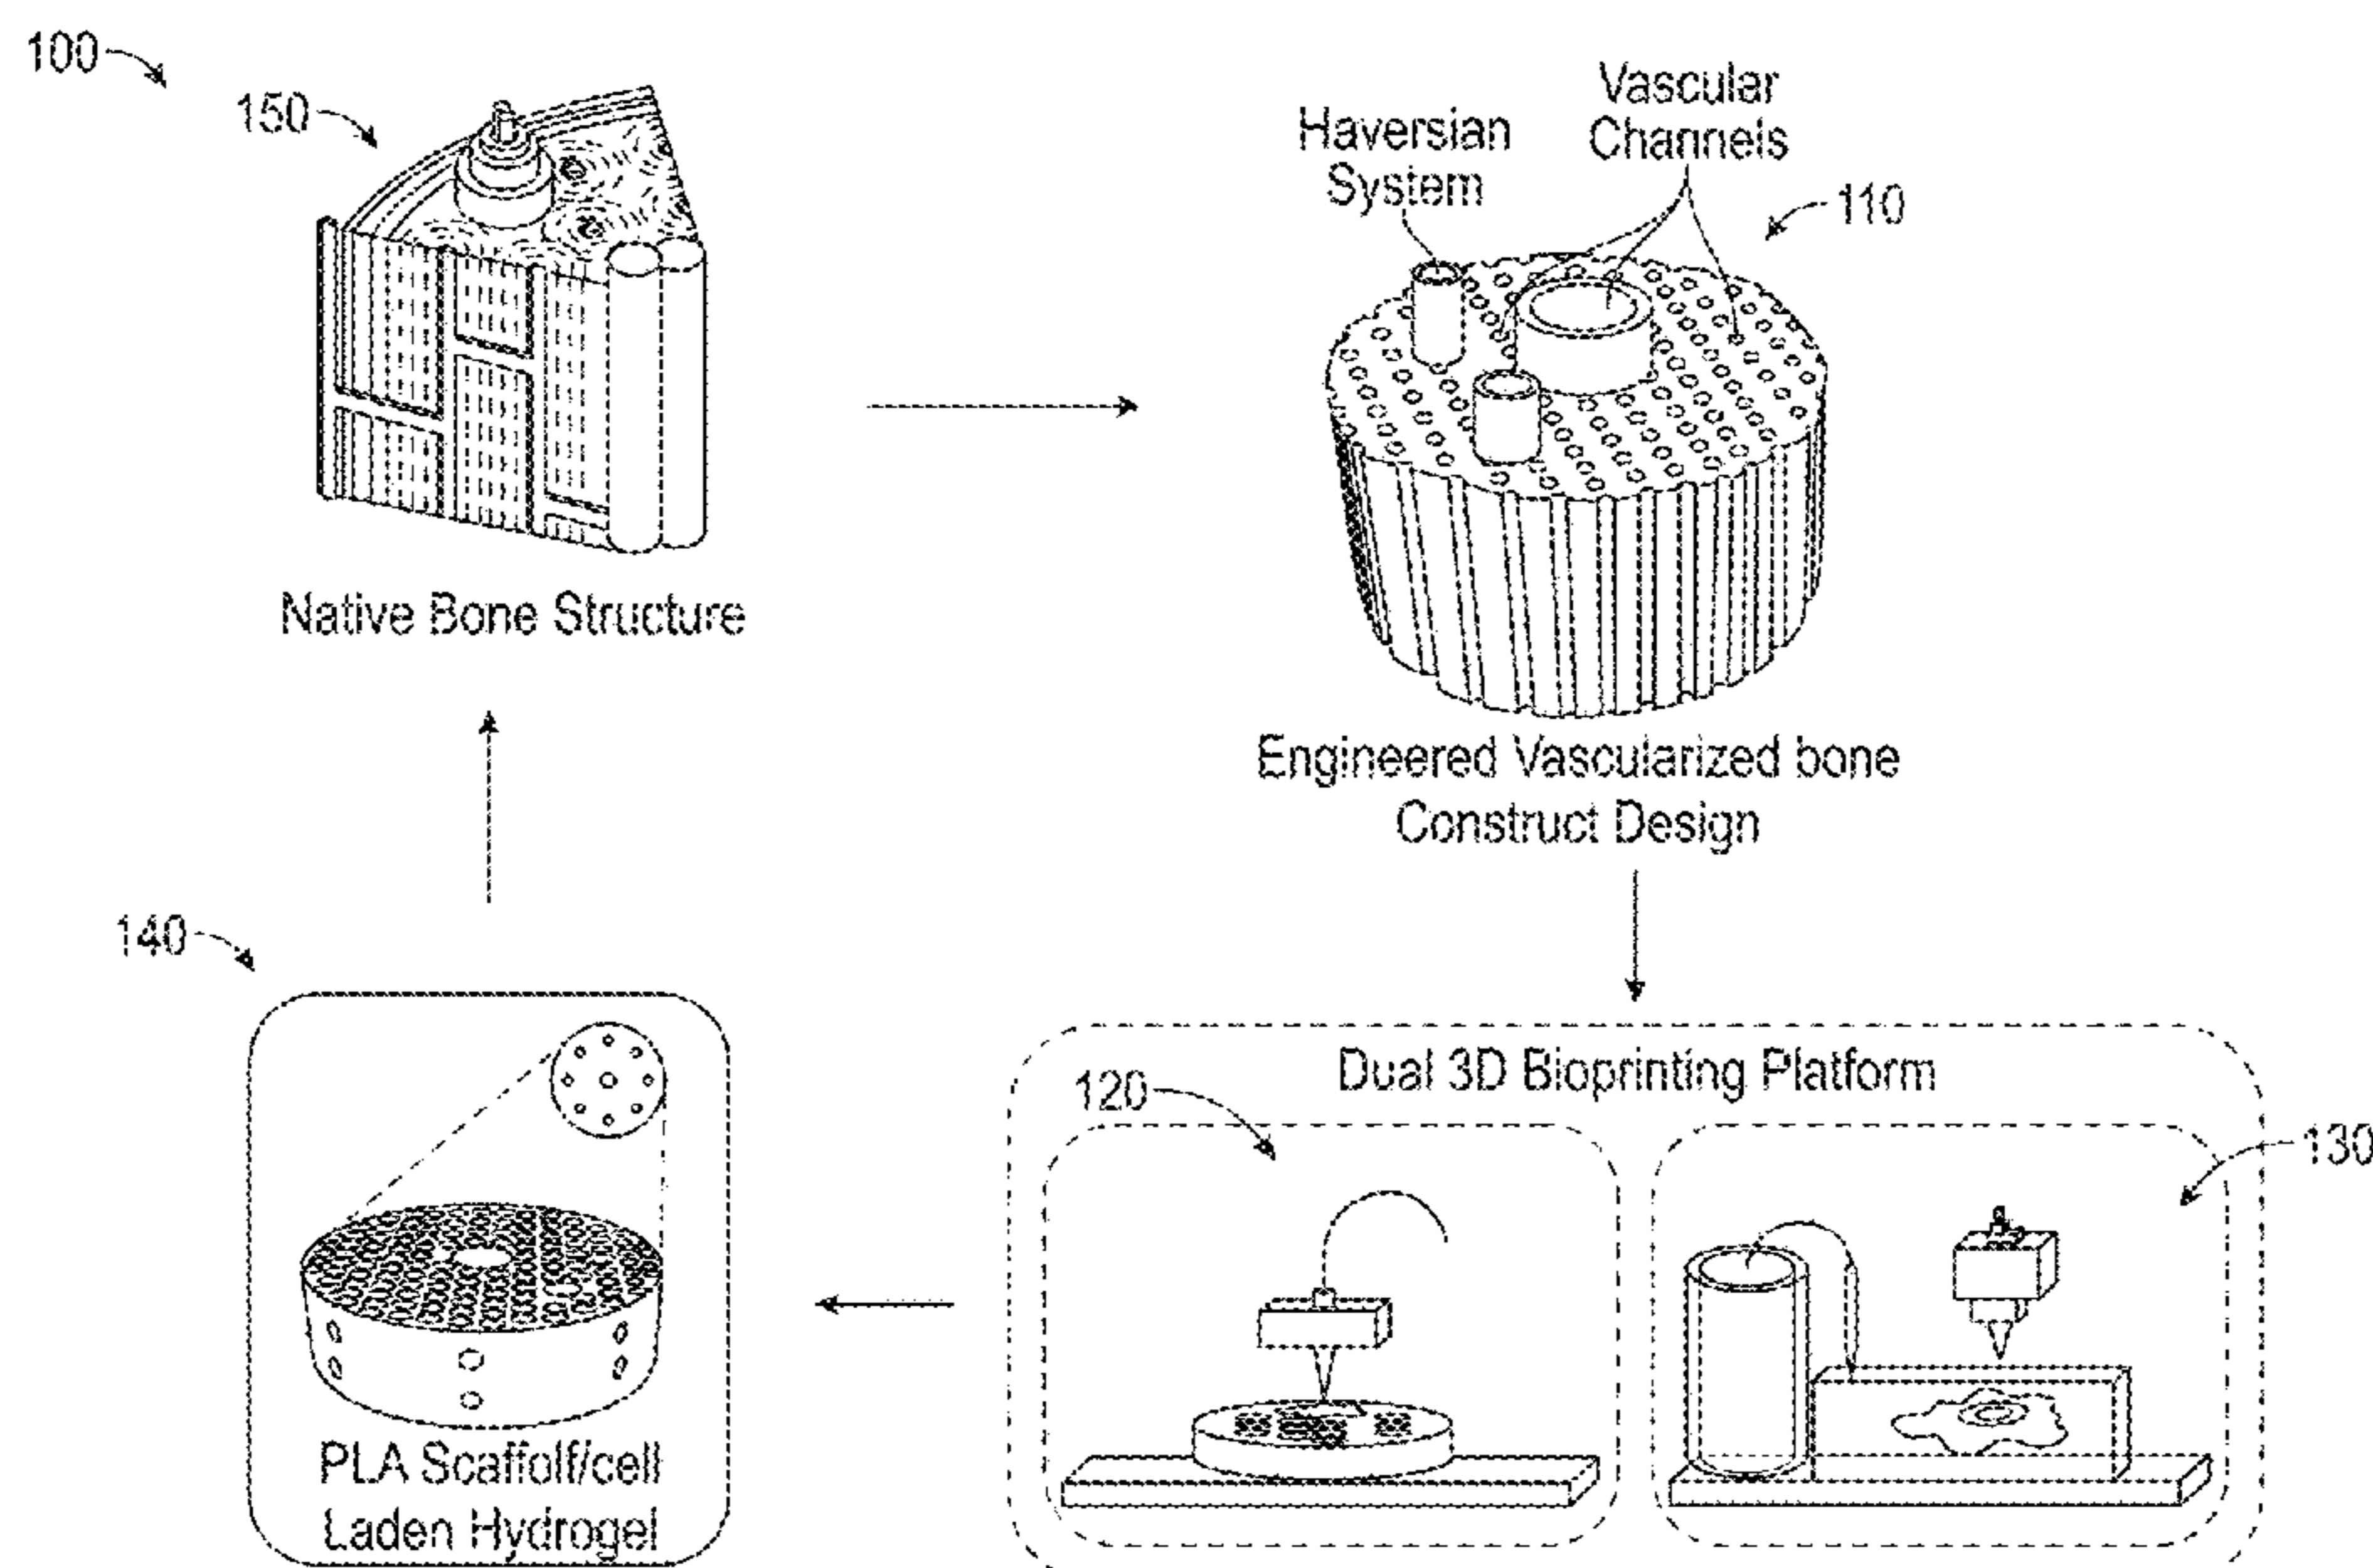 100
150
Haversian
System
Vascular
Channels
110
Native Bone Structure
Engineered Vascularized bone
Construct Design
140
Dual 3D Bioprinting Platform
120
130
PLA Scaffolf/cell
Laden Hydrogel